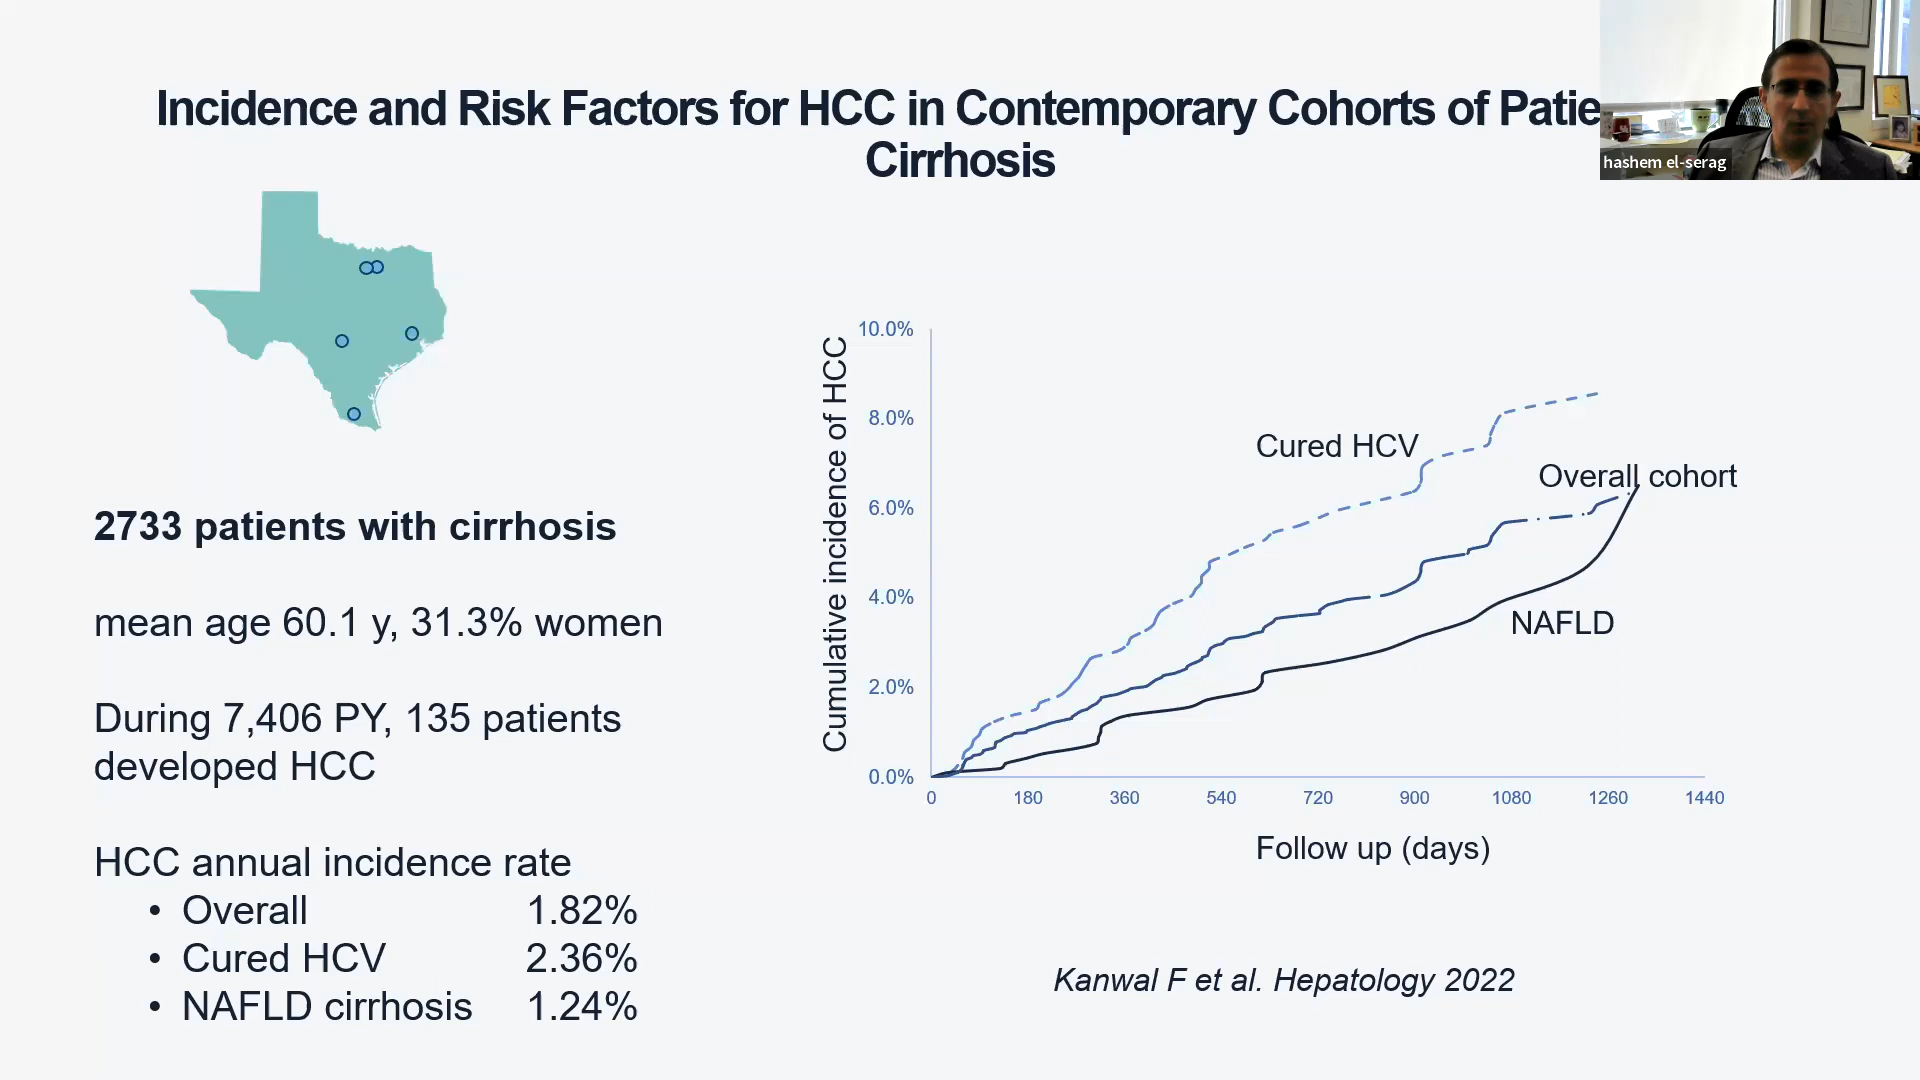 Incidence and Risk Factors for HCC in Contemporary Cohorts of Patie
Cirrhosis
hashem el-serag
2733 patients with cirrhosis
mean age 60.1 y, 31.3% women
During 7,406 PY, 135 patients
developed HCC
HCC annual incidence rate
• Overall 1.82%
• Cured HCV 2.36%
• NAFLD cirrhosis 1.24%
Cumulative incidence of HCC
10.0%
8.0%
6.0%
4.0%
2.0%
0.0%
Cured HCV
Overall cohort
NAFLD
0 180 360 540 720 900 1080 1260 1440
Follow up (days)
Kanwal F et al. Hepatology 2022